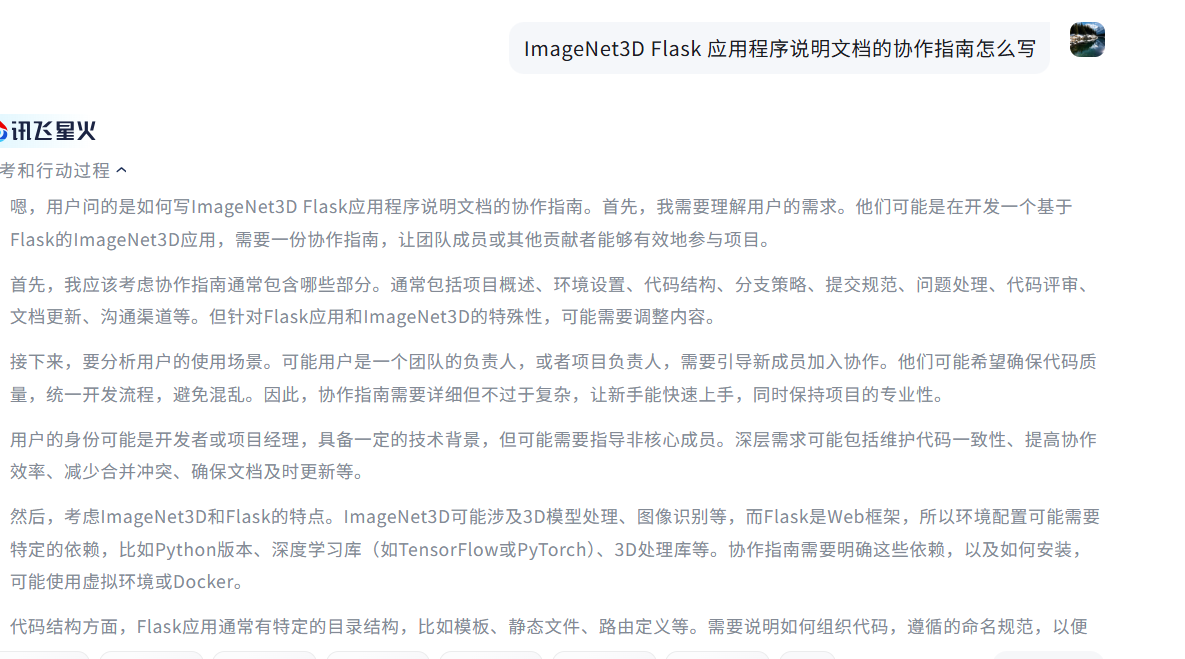 ImageNet3D Flask 应用程序说明文档的协作指南怎么写
讯飞星火
考和行动过程
嗯，用户问的是如何写ImageNet3D Flask应用程序说明文档的协作指南。首先，我需要理解用户的需求。他们可能是在开发一个基于
Flask的ImageNet3D应用，需要一份协作指南，让团队成员或其他贡献者能够有效地参与项目。
首先，我应该考虑协作指南通常包含哪些部分。通常包括项目概述、环境设置、代码结构、分支策略、提交规范、问题处理、代码评审、
文档更新、沟通渠道等。但针对Flask应用和ImageNet3D的特殊性，可能需要调整内容。
接下来，要分析用户的使用场景。可能用户是一个团队的负责人，或者项目负责人，需要引导新成员加入协作。他们可能希望确保代码质
量，统一开发流程，避免混乱。因此，协作指南需要详细但不过于复杂，让新手能快速上手，同时保持项目的专业性。
用户的身份可能是开发者或项目经理，具备一定的技术背景，但可能需要指导非核心成员。深层需求可能包括维护代码一致性、提高协作
效率、减少合并冲突、确保文档及时更新等。
然后，考虑ImageNet3D和Flask的特点。ImageNet3D可能涉及3D模型处理、图像识别等，而Flask是Web框架，所以环境配置可能需要
特定的依赖，比如Python版本、深度学习库（如TensorFlow或PyTorch）、3D处理库等。协作指南需要明确这些依赖，以及如何安装，
可能使用虚拟环境或Docker。
代码结构方面，Flask应用通常有特定的目录结构，比如模板、静态文件、路由定义等。需要说明如何组织代码，遵循的命名规范，以便